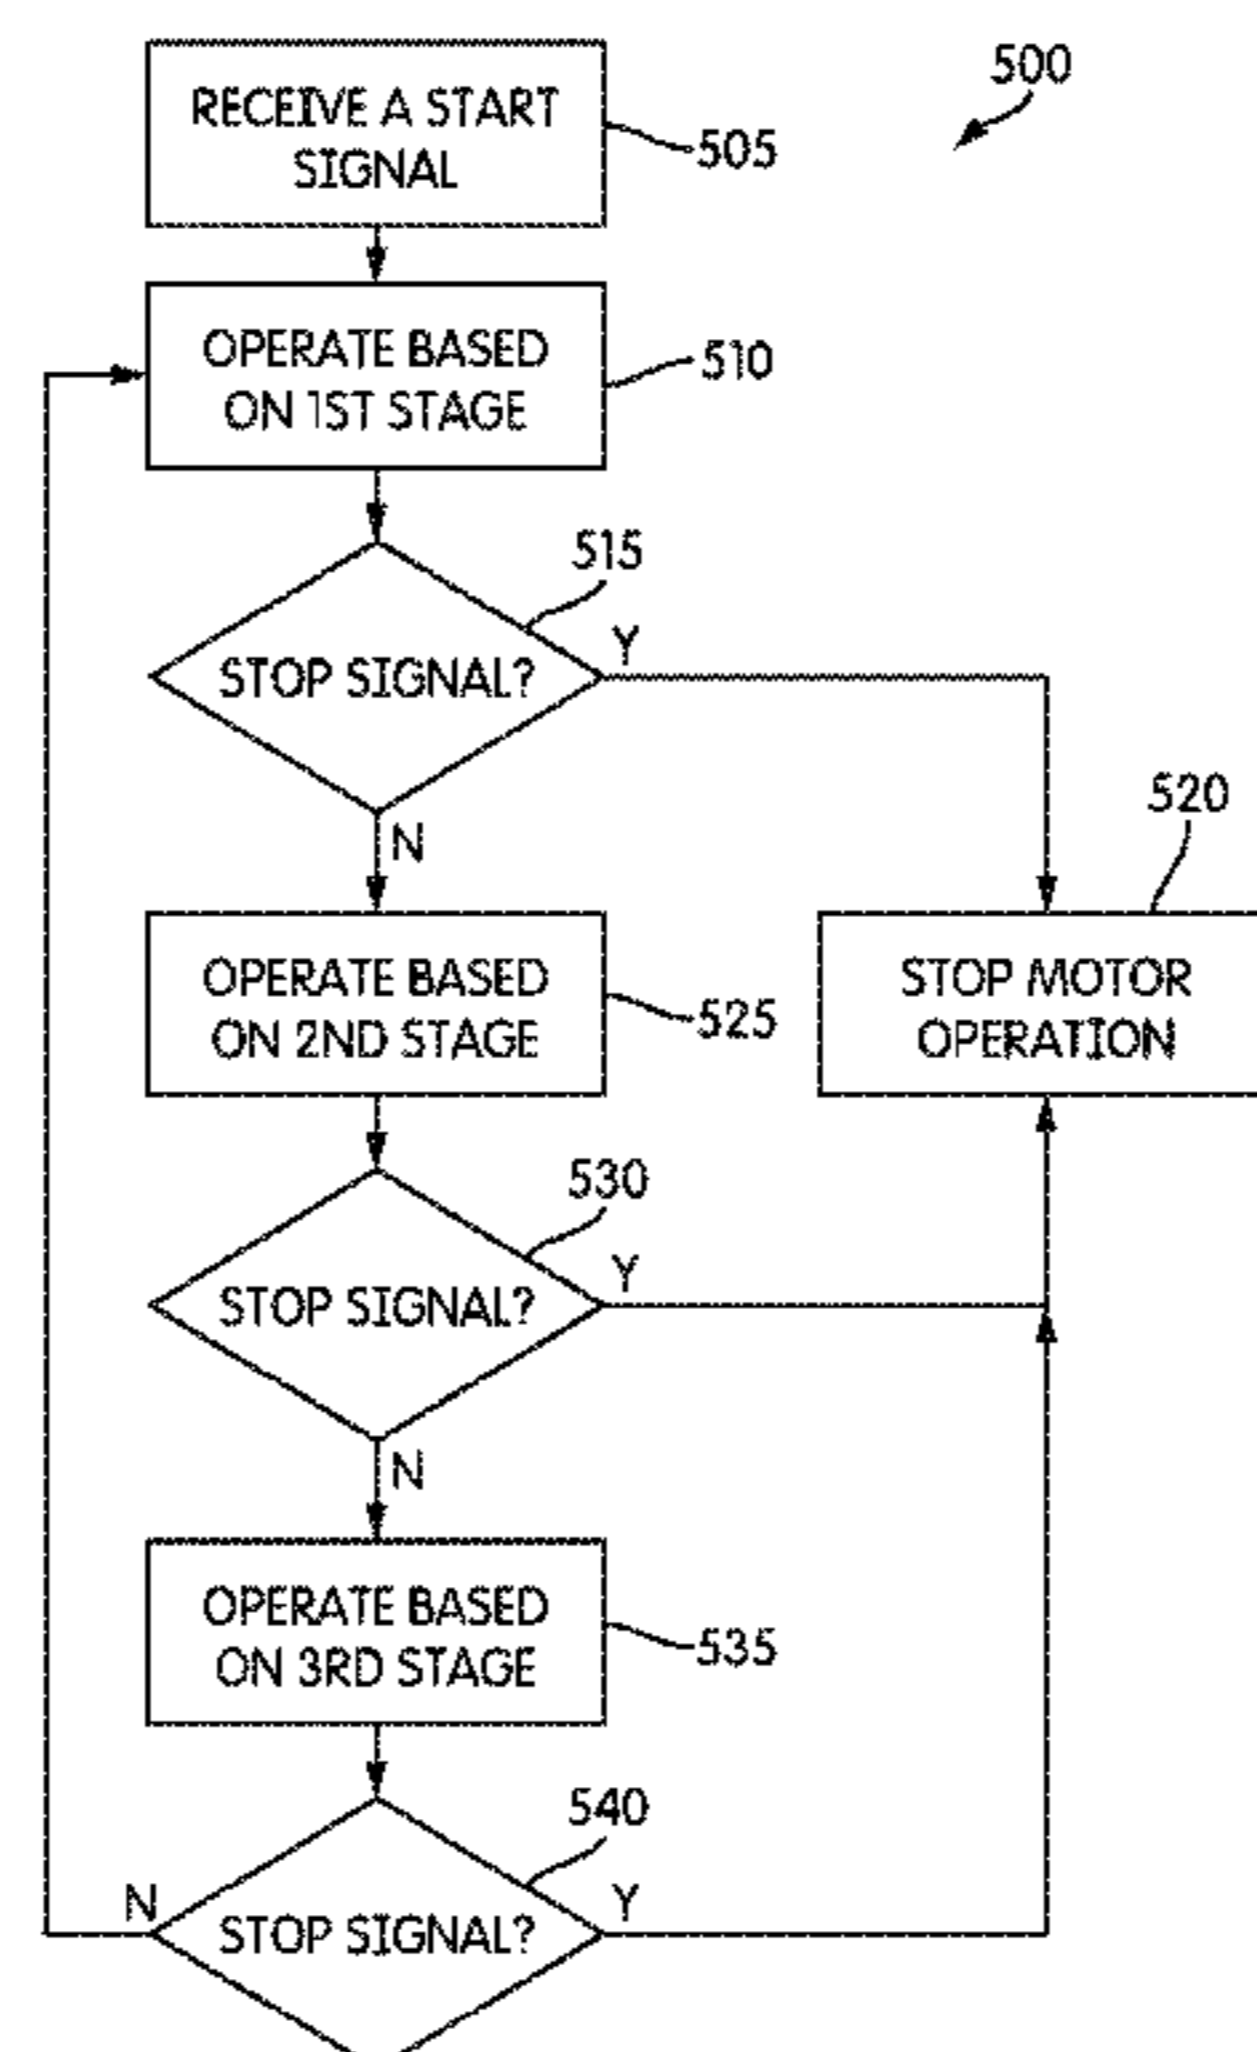 500
RECEIVE A START
SIGNAL
505
OPERATE BASED
ON 1ST STAGE
510
515
STOP SIGNAL?
Y
N
520
STOP MOTOR
OPERATION
OPERATE BASED
ON 2ND STAGE
525
530
STOP SIGNAL?
Y
N
OPERATE BASED
ON 3RD STAGE
535
540
N
STOP SIGNAL?
Y